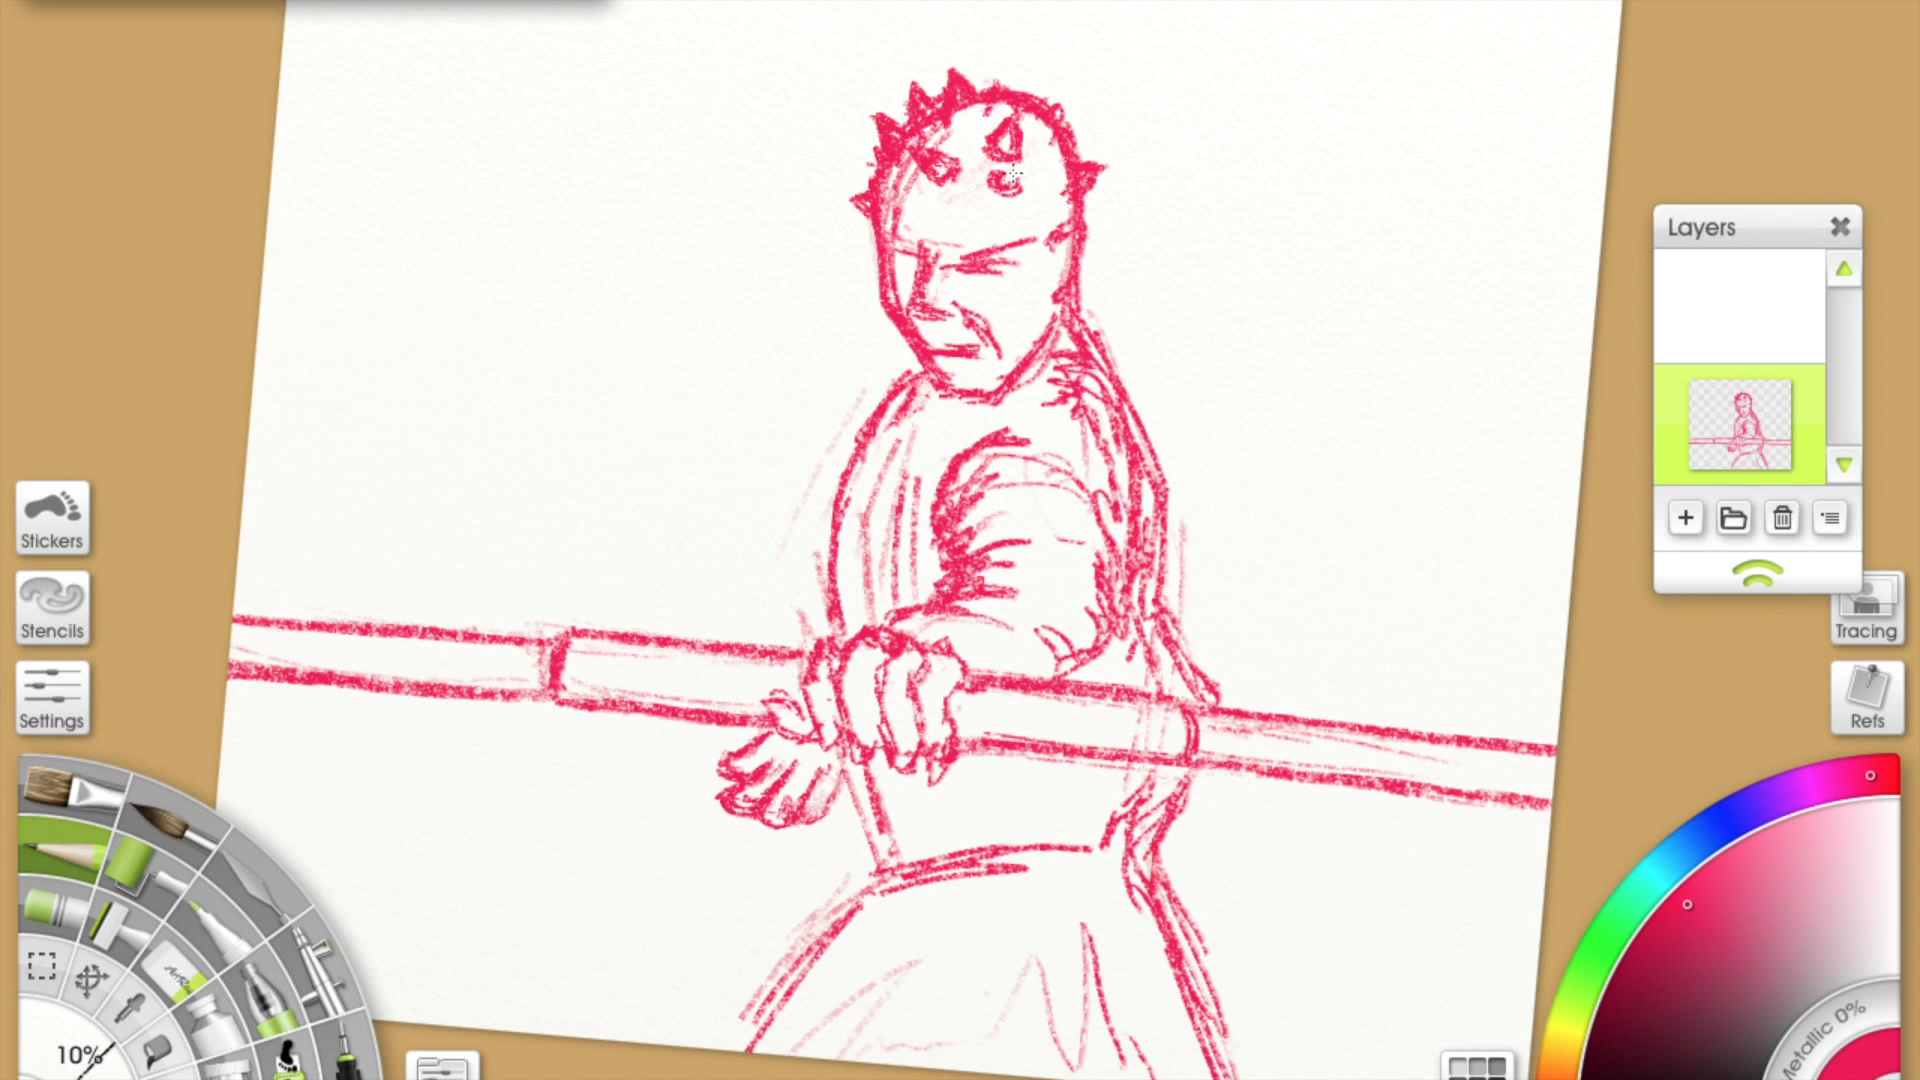 Layers
Stickers
Stencils
Tracing
Settings
Refs
10%
Metallic 0%